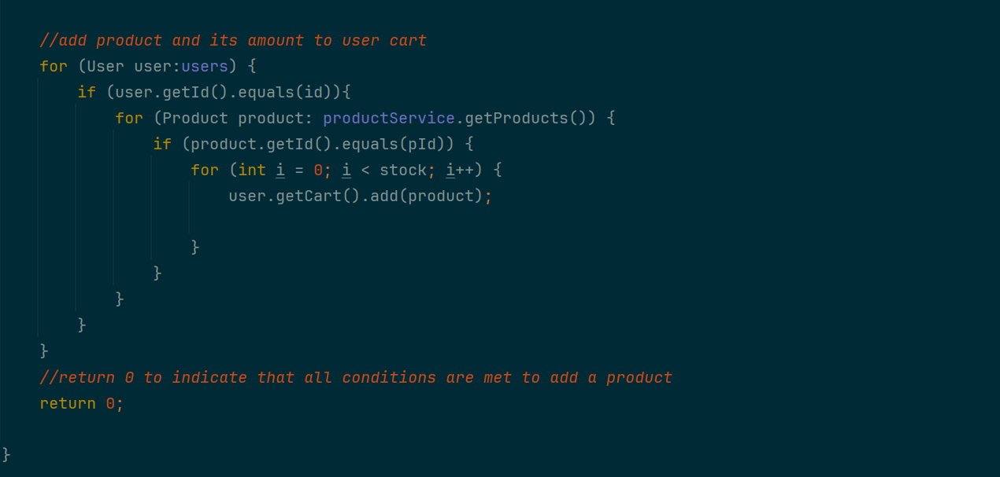 //add product and its amount to user cart
for (User user:users) {
if (user.getId().equals(id)){
for (Product product: productService.getProducts()) {
if (product.getId().equals(pId)) {
for (int i = 0; i < stock; i++) {
user.getCart().add(product);
}
}
}
}
}
//return 0 to indicate that all conditions are met to add a product
return 0;
}